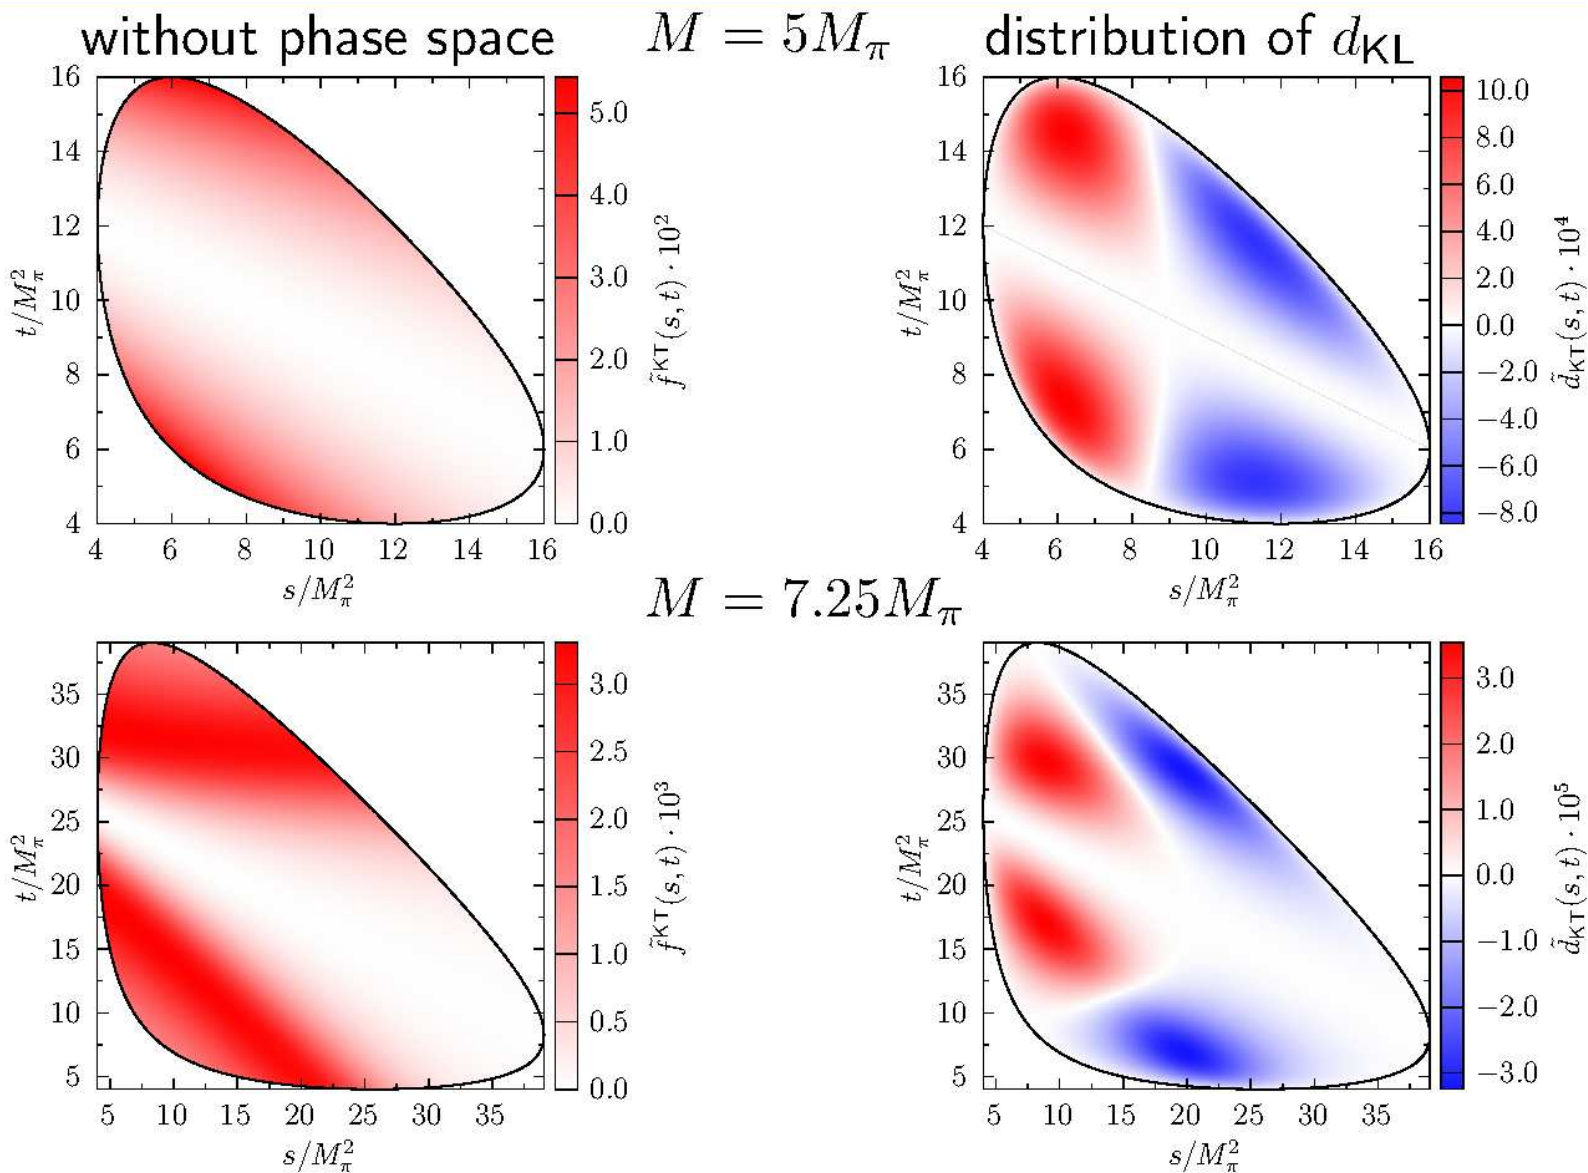 without phase space
M = 5M_π
distribution of d_KL
16
14
12
10
8
6
4
4 6 8 10 12 14 16
t/M_π^2
s/M_π^2
5.0
4.0
3.0
2.0
1.0
0.0
f̃^KT(s, t) · 10^2
16
14
12
10
8
6
4
4 6 8 10 12 14 16
t/M_π^2
s/M_π^2
10.0
8.0
6.0
4.0
2.0
0.0
−2.0
−4.0
−6.0
−8.0
d̃_KT(s, t) · 10^4
M = 7.25M_π
35
30
25
20
15
10
5
5 10 15 20 25 30 35
t/M_π^2
s/M_π^2
3.0
2.5
2.0
1.5
1.0
0.5
0.0
f̃^KT(s, t) · 10^3
35
30
25
20
15
10
5
5 10 15 20 25 30 35
t/M_π^2
s/M_π^2
3.0
2.0
1.0
0.0
−1.0
−2.0
−3.0
d̃_KT(s, t) · 10^5